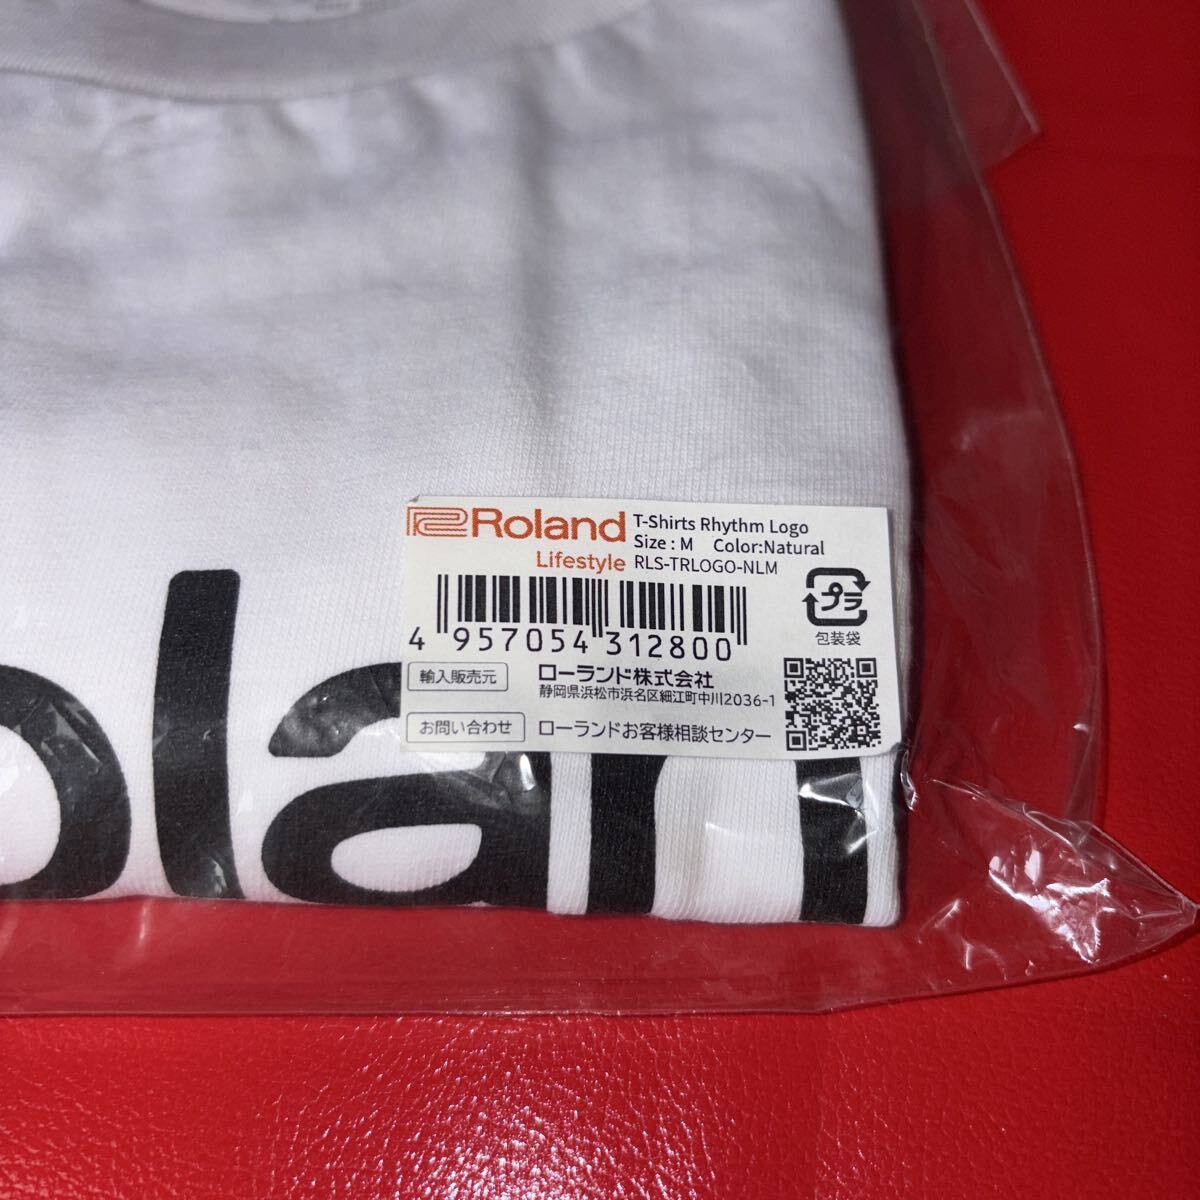 Roland
Lifestyle
T-Shirts Rhythm Logo
Size : M Color:Natural
RLS-TRLOGO-NLM
4 957054 312800
プラ
包装袋
輸入販売元 ローランド株式会社
静岡県浜松市浜名区細江町中川2036-1
お問い合わせ ローランドお客様相談センター
olan